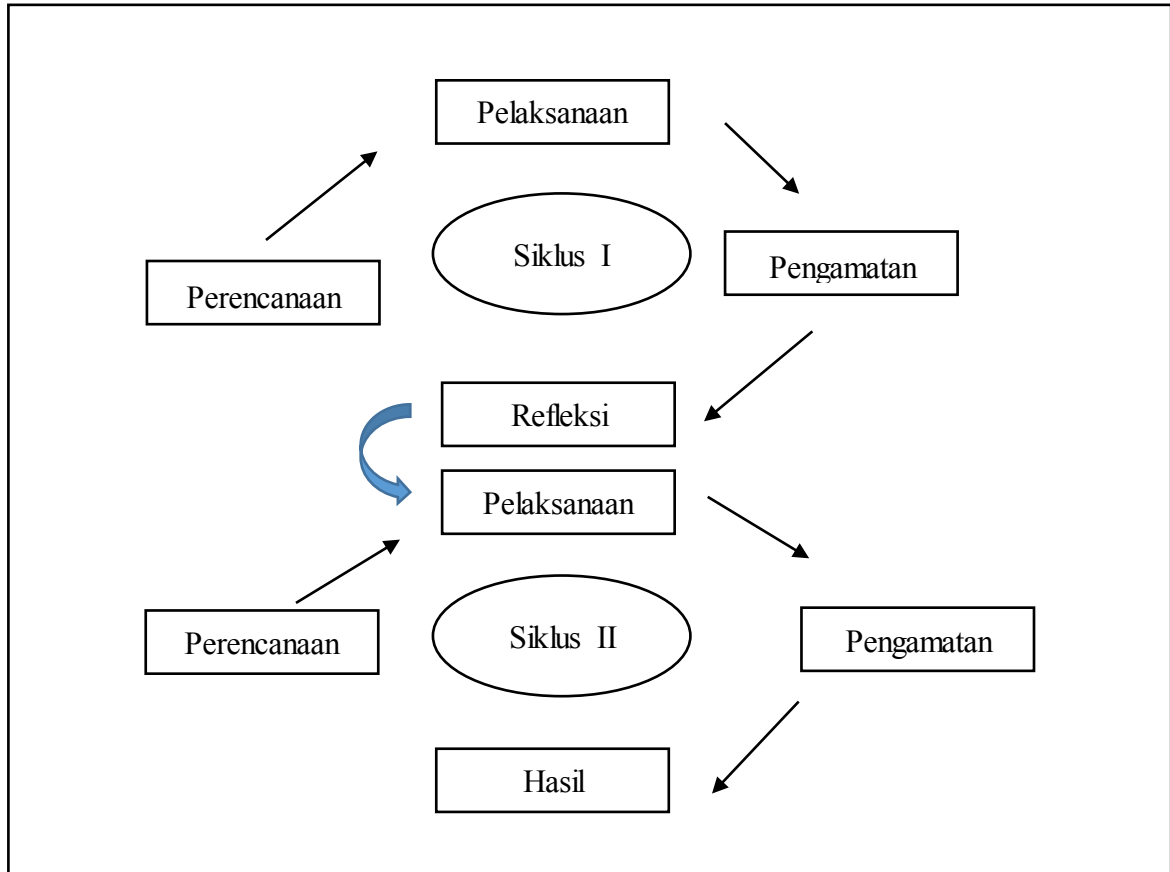 Pelaksanaan
Siklus I
Pengamatan
Perencanaan
Refleksi
Pelaksanaan
Perencanaan
Siklus II
Pengamatan
Hasil